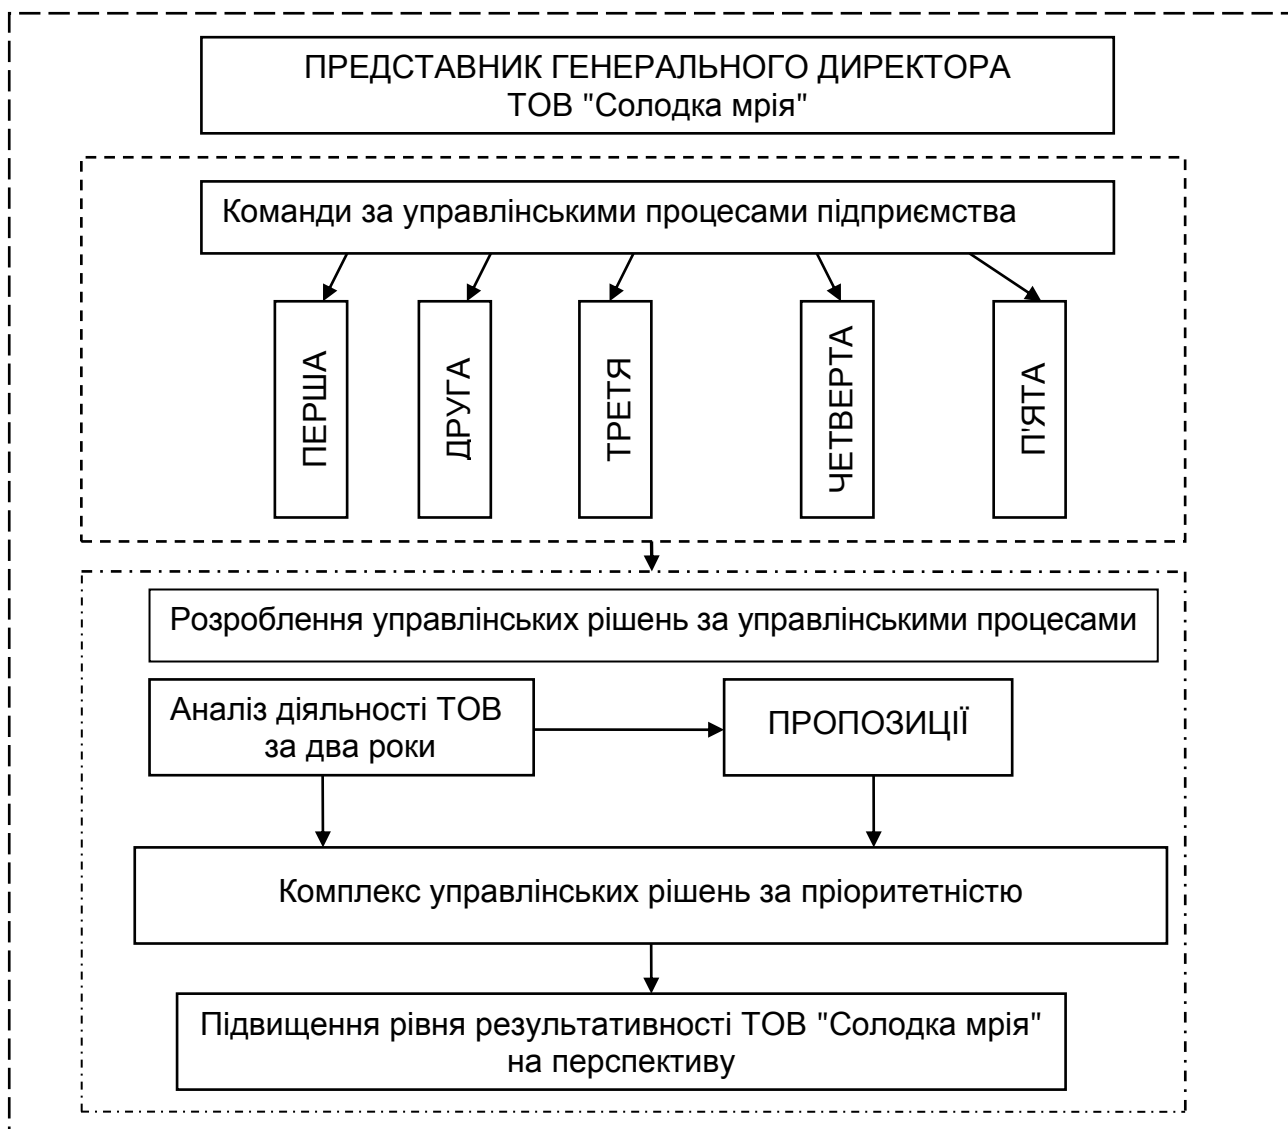 ПРЕДСТАВНИК ГЕНЕРАЛЬНОГО ДИРЕКТОРА
ТОВ "Солодка мрія"
Команди за управлінськими процесами підприємства
ПЕРША
ДРУГА
ТРЕТЯ
ЧЕТВЕРТА
П'ЯТА
Розроблення управлінських рішень за управлінськими процесами
Аналіз діяльності ТОВ
за два роки
ПРОПОЗИЦІЇ
Комплекс управлінських рішень за пріоритетністю
Підвищення рівня результативності ТОВ "Солодка мрія"
на перспективу